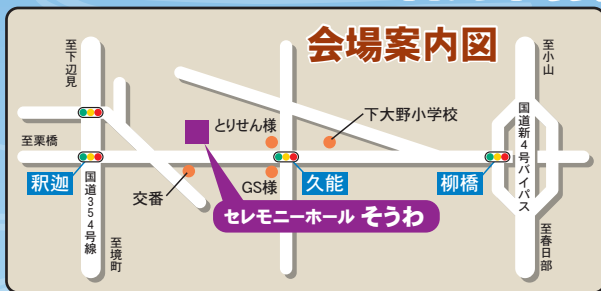 会場案内図
至下辺見
至小山
とりせん様
下大野小学校
国道新4号バイパス
至栗橋
釈迦
久能
柳橋
国道354号線
交番
GS様
セレモニーホール そうわ
至境町
至春日部